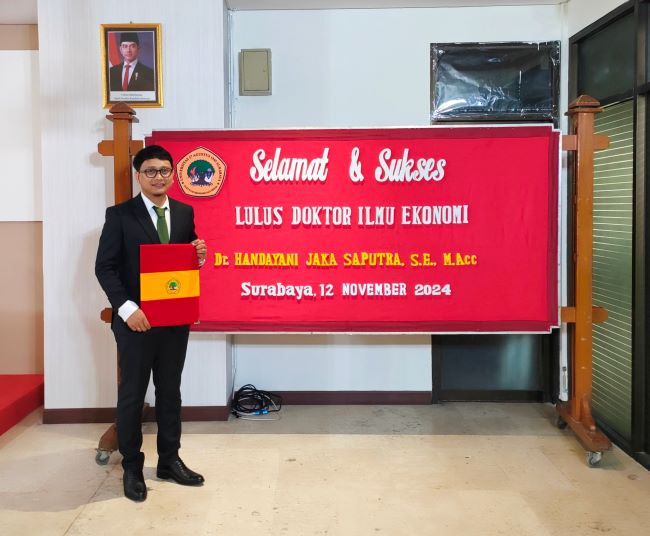 Selamat & Sukses
LULUS DOKTOR ILMU EKONOMI
Dr. HANDAYANI JAKA SAPUTRA, S.E., M.Acc
Surabaya, 12 NOVEMBER 2024